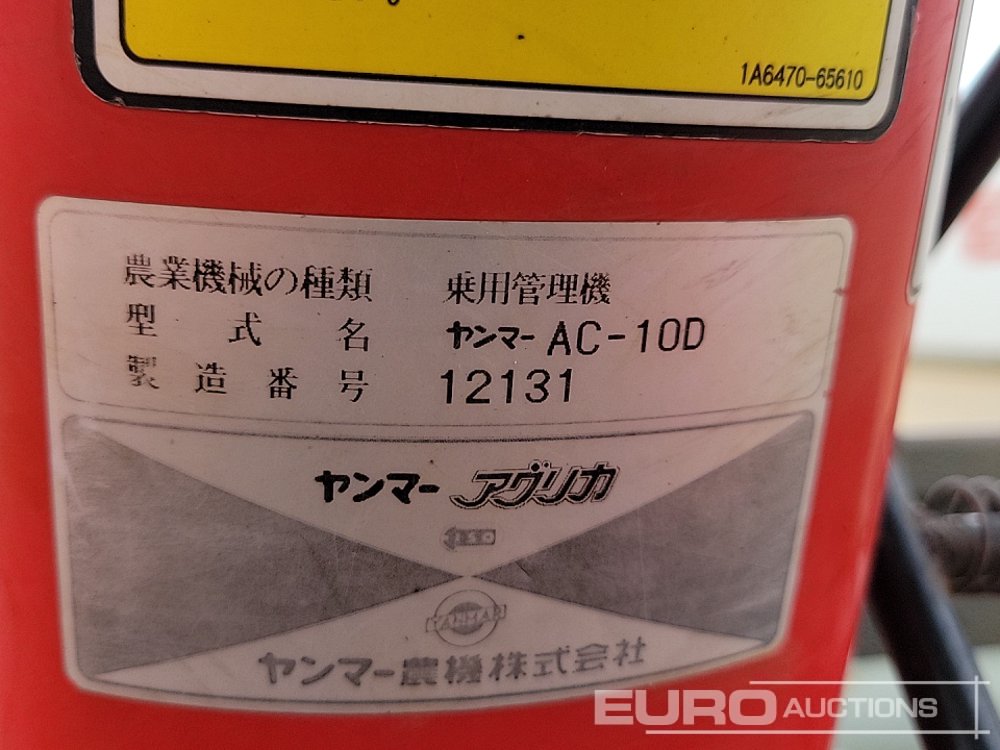 1A6470-65610
農業機械の種類 乗用管理機
型式名 ヤンマー AC-10D
製造番号 12131
ヤンマー アグリカ
YANMAR
ヤンマー農機株式会社
EURO AUCTIONS